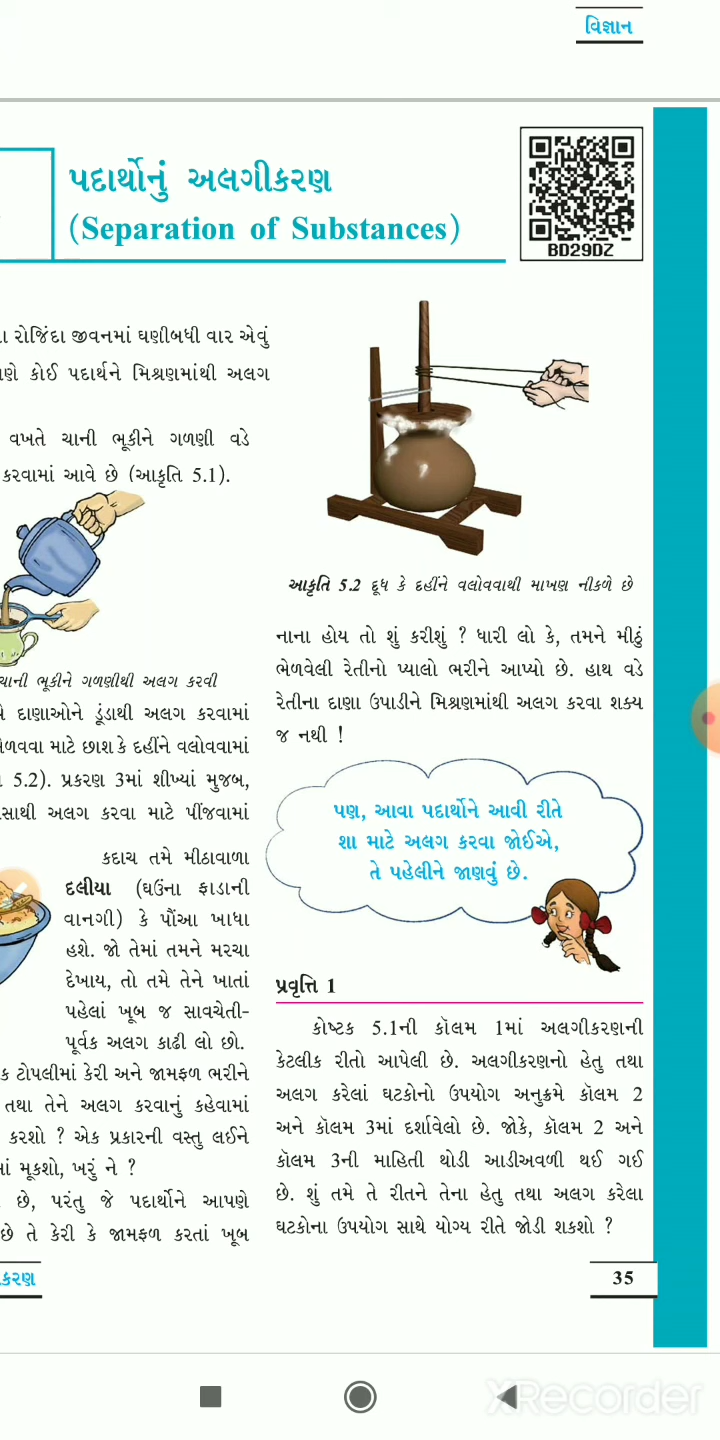 વિજ્ઞાન
પદાર્થોનું અલગીકરણ
(Separation of Substances)
BD29DZ
રોજિંદા જીવનમાં ઘણીબધી વાર એવું
કોઈ પદાર્થને મિશ્રણમાંથી અલગ
વખતે ચાની ભૂકીને ગળણી વડે
કરવામાં આવે છે (આકૃતિ 5.1).
ચાની ભૂકીને ગળણીથી અલગ કરવી
દાણાઓને ડૂંડાથી અલગ કરવામાં
માટે છાશ કે દહીંને વલોવવામાં
5.2). પ્રકરણ 3માં શીખ્યાં મુજબ,
અલગ કરવા માટે પીંજવામાં
કદાચ તમે મીઠાવાળા
દલીયા (ઘઉંના ફાડાની
વાનગી) કે પૌંઆ ખાધા
હશે. જો તેમાં તમને મરચા
દેખાય, તો તમે તેને ખાતાં
પહેલાં ખૂબ જ સાવચેતી-
પૂર્વક અલગ કાઢી લો છો.
ક ટોપલીમાં કેરી અને જામફળ ભરીને
તથા તેને અલગ કરવાનું કહેવામાં
કરશો ? એક પ્રકારની વસ્તુ લઈને
મૂકશો, ખરું ને ?
છે, પરંતુ જે પદાર્થોને આપણે
છે તે કેરી કે જામફળ કરતાં ખૂબ
આકૃતિ 5.2 દૂધ કે દહીંને વલોવવાથી માખણ નીકળે છે
નાના હોય તો શું કરીશું ? ધારી લો કે, તમને મીઠું
ભેળવેલી રેતીનો પ્યાલો ભરીને આપ્યો છે. હાથ વડે
રેતીના દાણા ઉપાડીને મિશ્રણમાંથી અલગ કરવા શક્ય
જ નથી !
પણ, આવા પદાર્થોને આવી રીતે
શા માટે અલગ કરવા જોઈએ,
તે પહેલીને જાણવું છે.
પ્રવૃત્તિ 1
કોષ્ટક 5.1ની કૉલમ 1માં અલગીકરણની
કેટલીક રીતો આપેલી છે. અલગીકરણનો હેતુ તથા
અલગ કરેલાં ઘટકોનો ઉપયોગ અનુક્રમે કૉલમ 2
અને કૉલમ 3માં દર્શાવેલો છે. જોકે, કૉલમ 2 અને
કૉલમ 3ની માહિતી થોડી આડીઅવળી થઈ ગઈ
છે. શું તમે તે રીતને તેના હેતુ તથા અલગ કરેલા
ઘટકોના ઉપયોગ સાથે યોગ્ય રીતે જોડી શકશો ?
કરણ
35
XRecorder